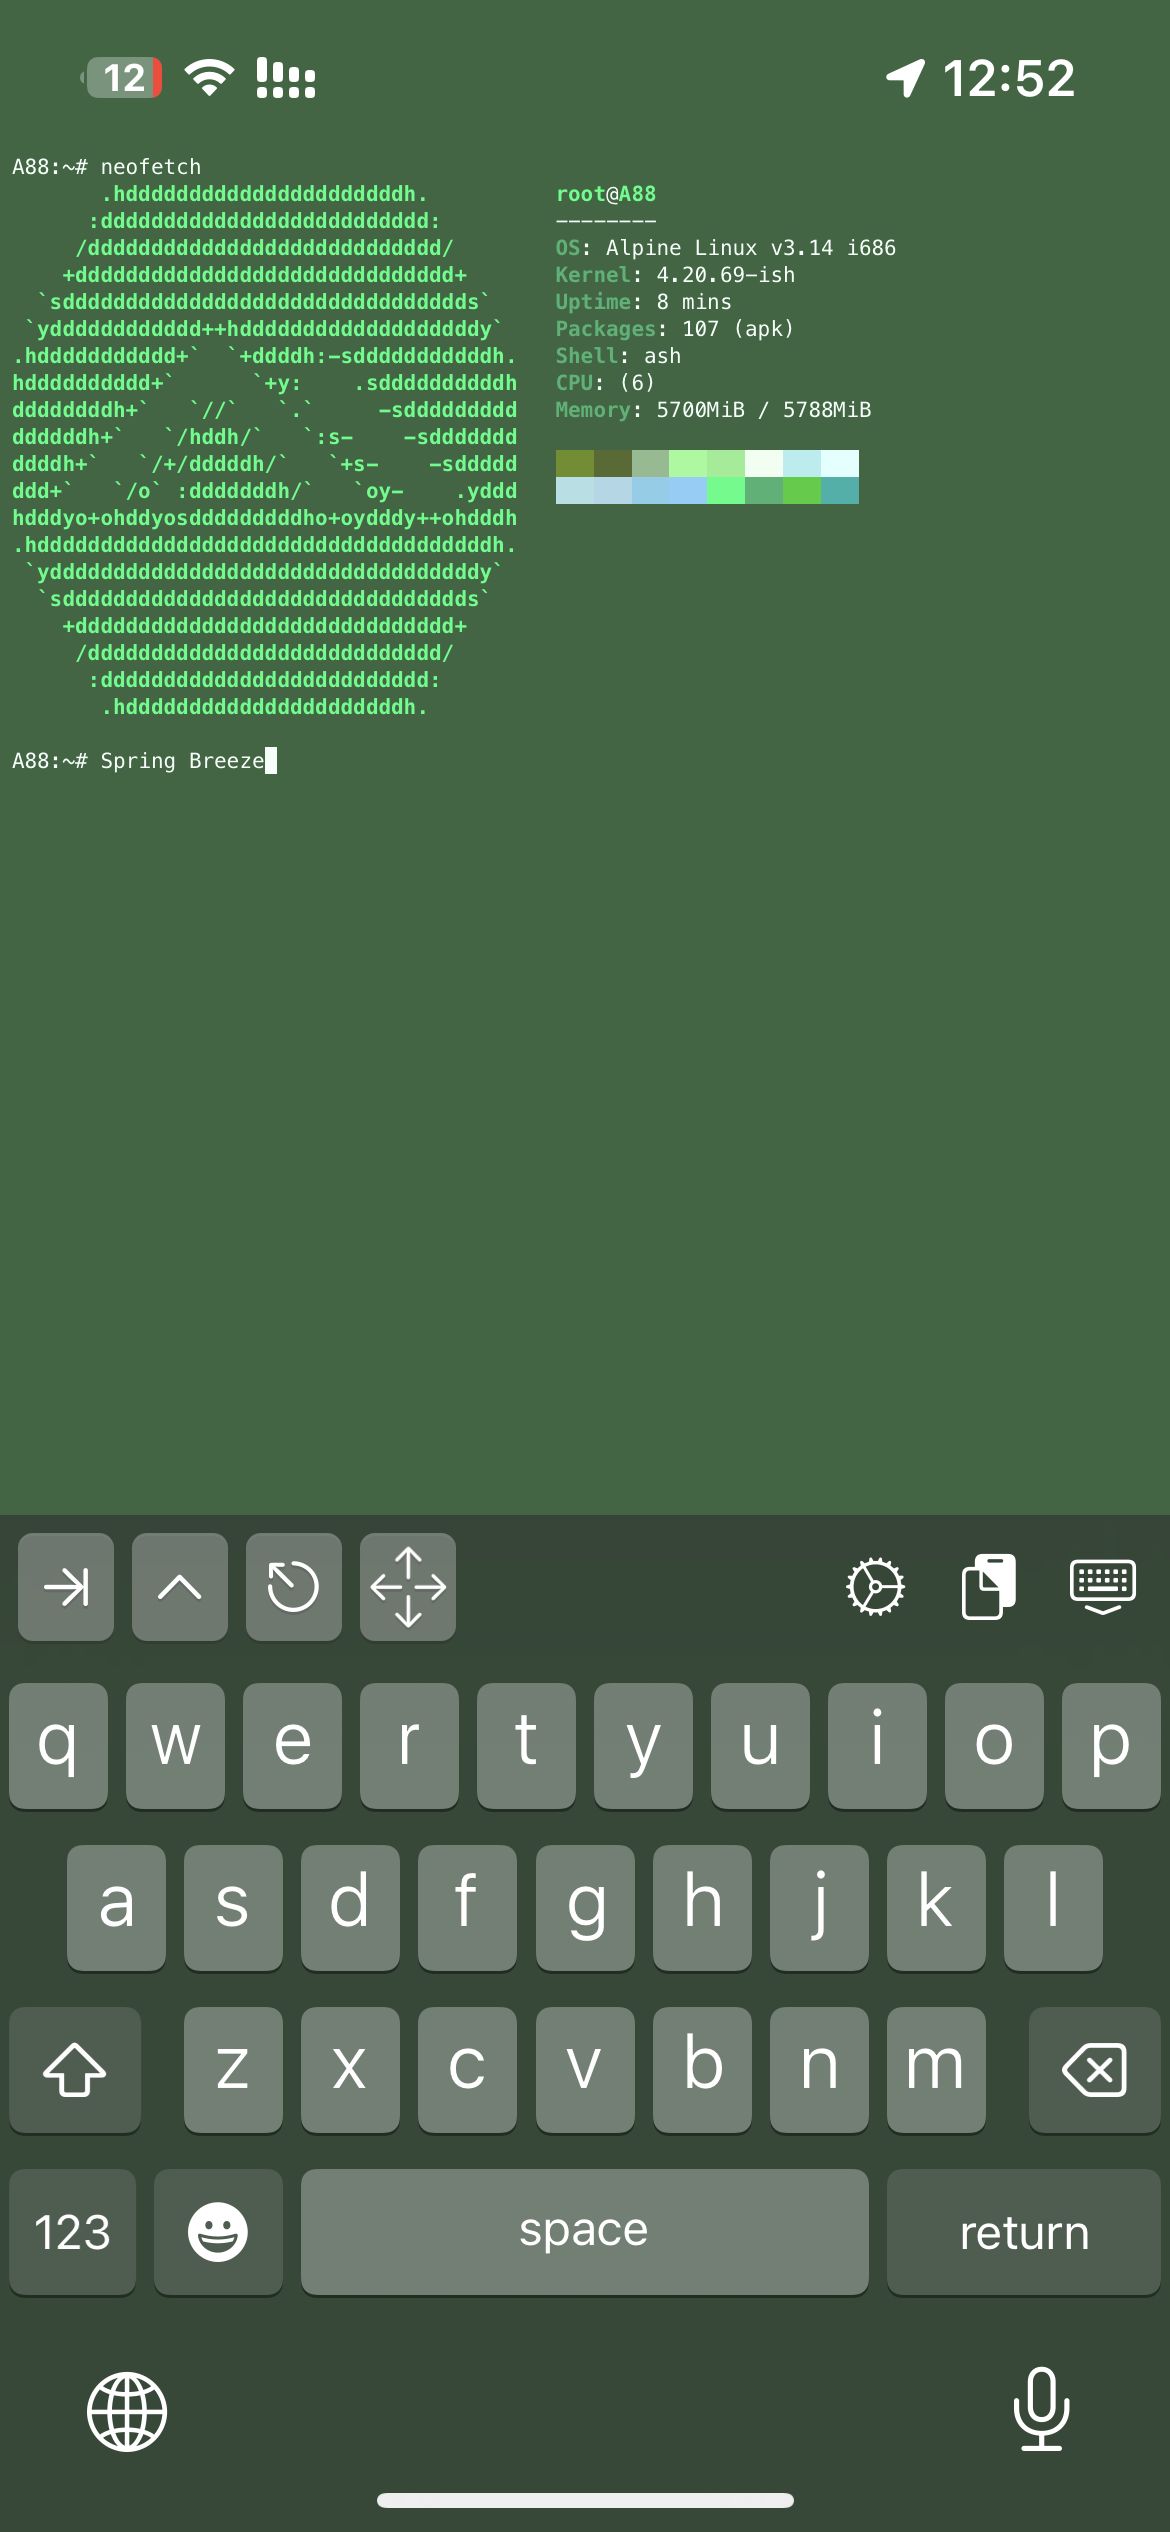 12
12:52
A88:~# neofetch
.hddddddddddddddddddddddh.
:dddddddddddddddddddddddddd:
/dddddddddddddddddddddddddddd/
+dddddddddddddddddddddddddddddd+
`sdddddddddddddddddddddddddddddddds`
`ydddddddddddd++hdddddddddddddddddddy`
.hddddddddddd+`  `+ddddh:-sdddddddddddh.
hdddddddddd+`      `+y:    .sddddddddddh
ddddddddh+`   `//`   `.`     -sddddddddd
ddddddh+`   `/hddh/`   `:s-    -sddddddd
ddddh+`   `/+/dddddh/`   `+s-    -sddddd
ddd+`   `/o` :dddddddh/`   `oy-    .yddd
hdddyo+ohddyosdddddddddho+oydddy++ohdddh
.hddddddddddddddddddddddddddddddddddddh.
`yddddddddddddddddddddddddddddddddddy`
`sdddddddddddddddddddddddddddddddds`
+dddddddddddddddddddddddddddddd+
/dddddddddddddddddddddddddddd/
:dddddddddddddddddddddddddd:
.hddddddddddddddddddddddh.
root@A88
--------
OS: Alpine Linux v3.14 i686
Kernel: 4.20.69-ish
Uptime: 8 mins
Packages: 107 (apk)
Shell: ash
CPU: (6)
Memory: 5700MiB / 5788MiB
A88:~# Spring Breeze
q w e r t y u i o p
a s d f g h j k l
z x c v b n m
123 space return